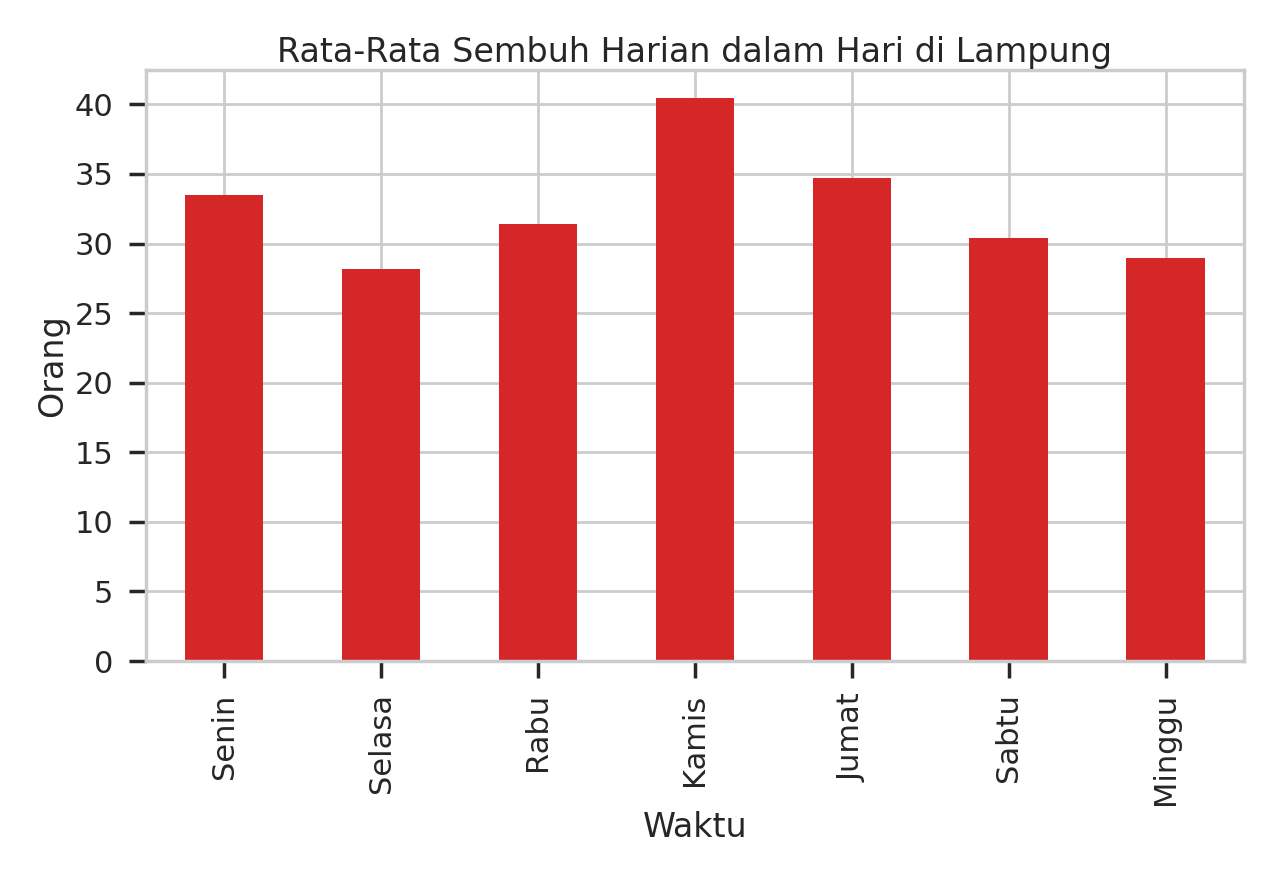 Rata-Rata Sembuh Harian dalam Hari di Lampung
Orang
40
35
30
25
20
15
10
5
0
Senin
Selasa
Rabu
Kamis
Jumat
Sabtu
Minggu
Waktu